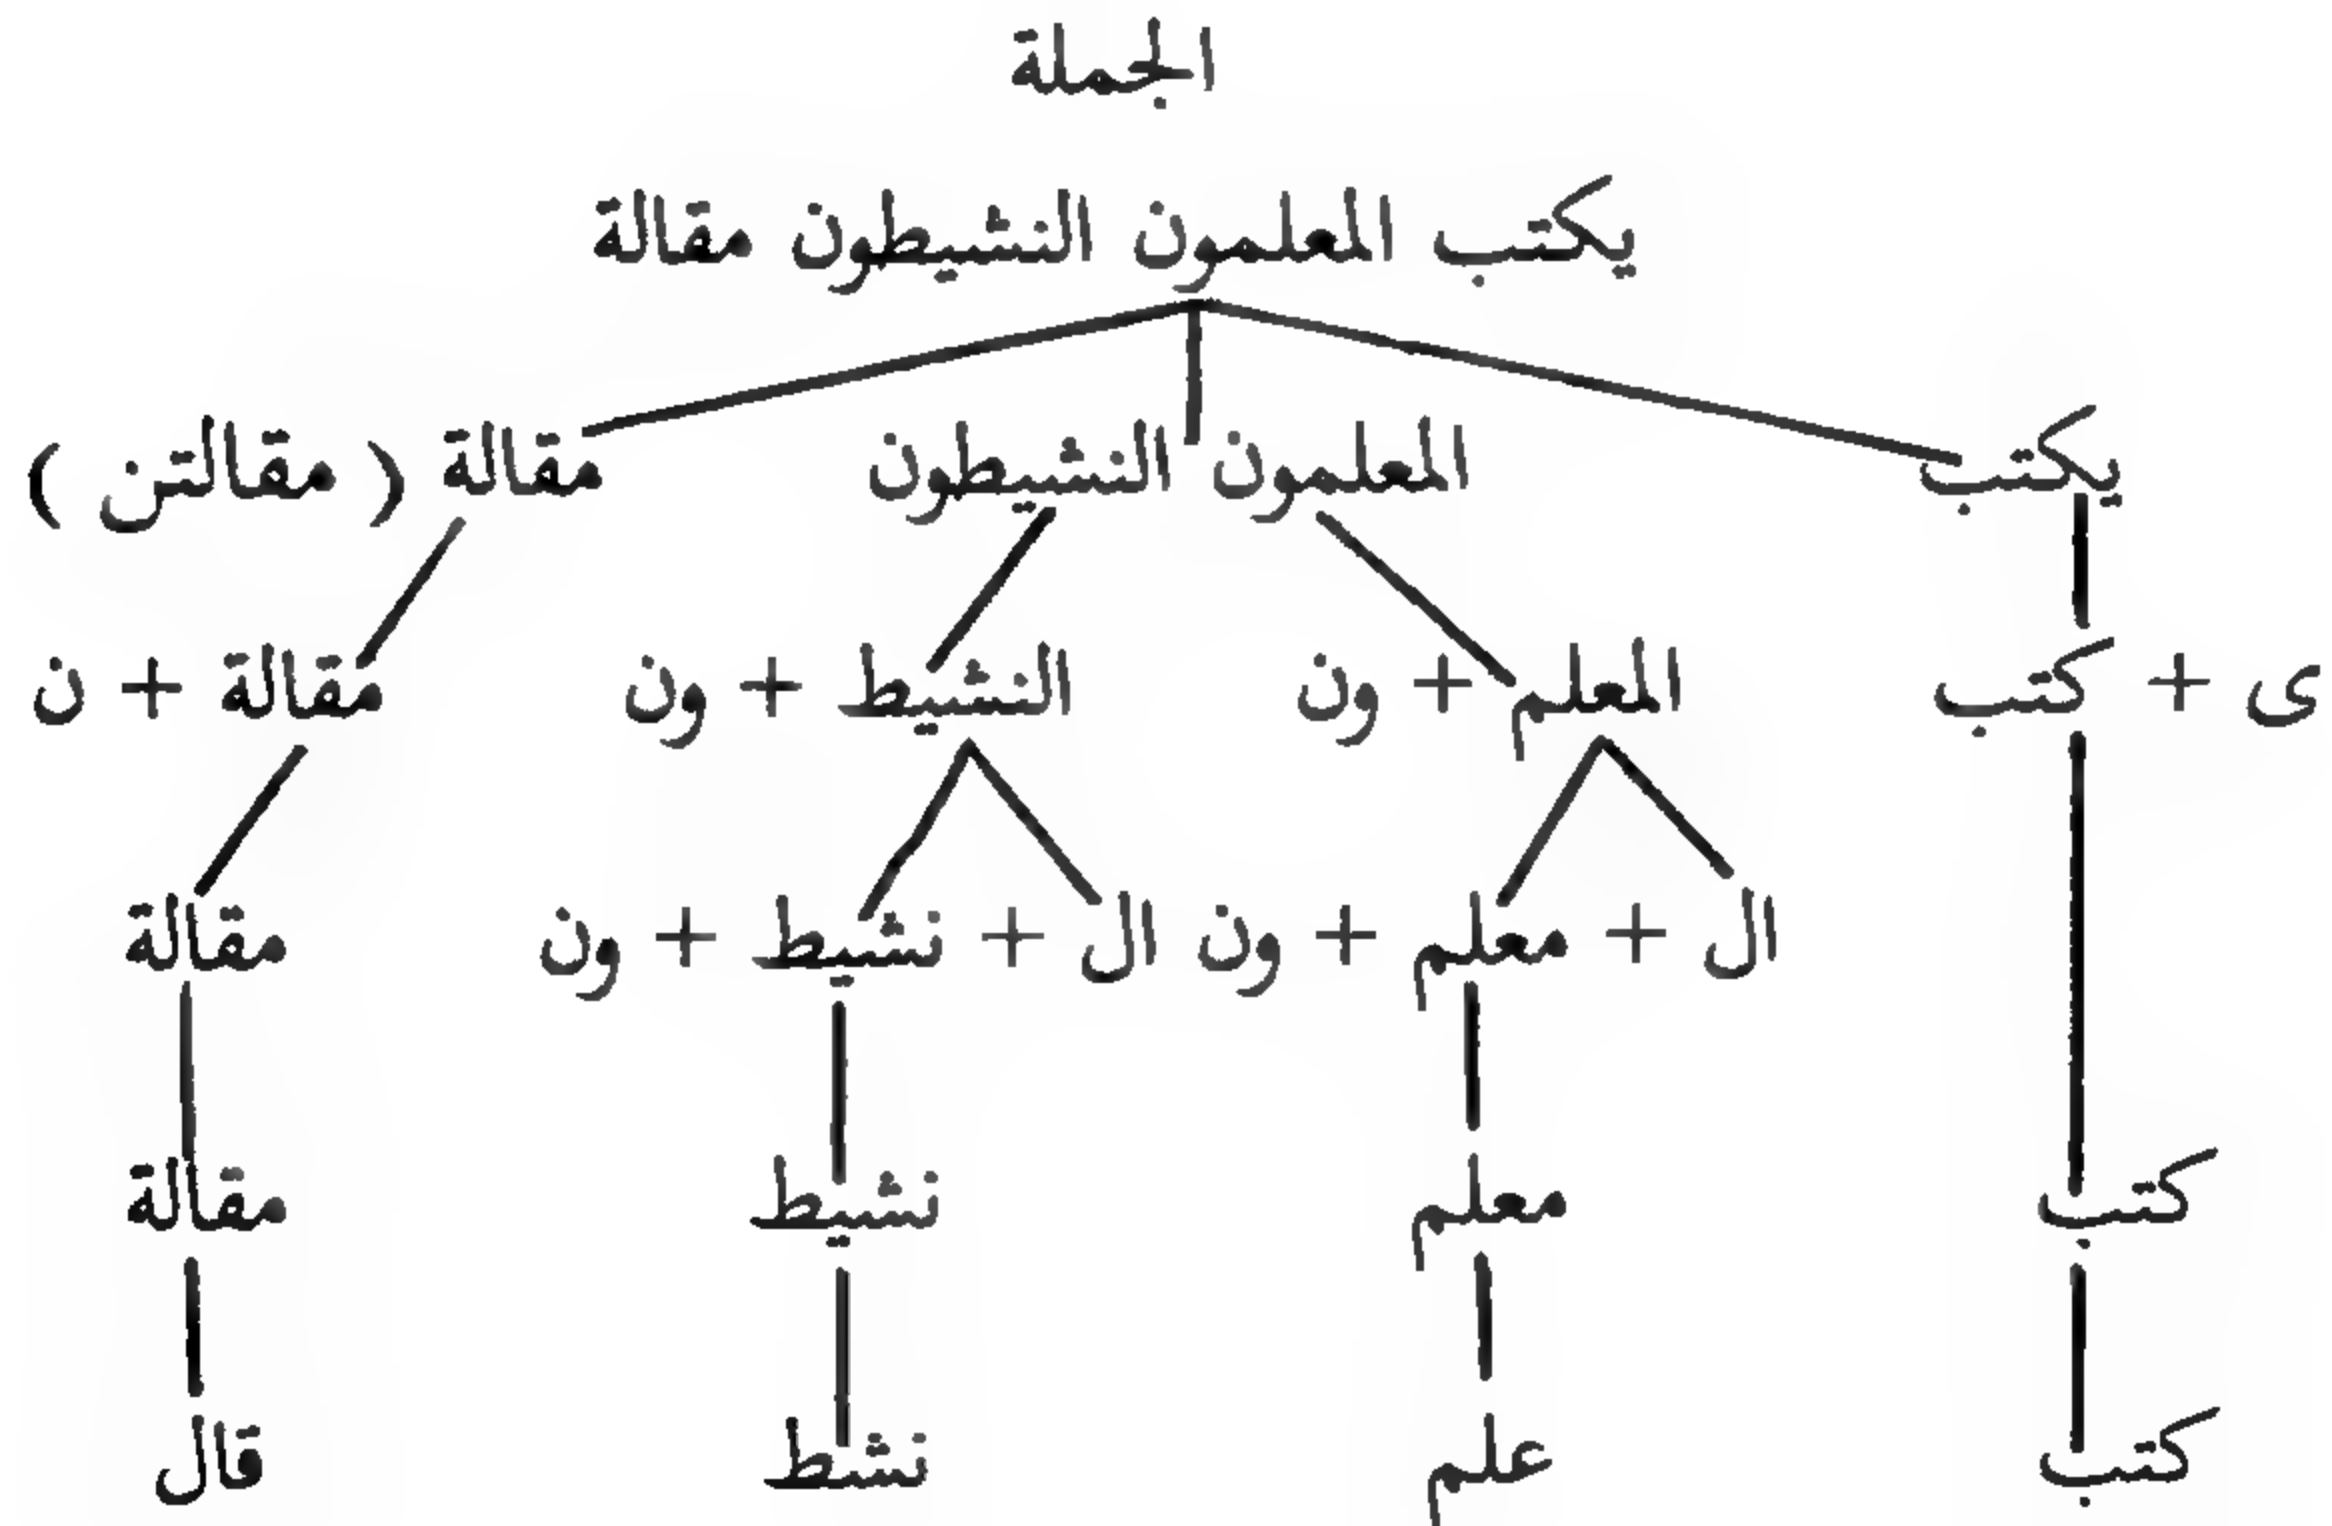 الجملة
يكتب المعلمون النشيطون مقالة
يكتب المعلمون النشيطون مقالة ( مقالتن )
ى + كتب المعلم + ون النشيط + ون مقالة + ن
ال + معلم + ون ال + نشيط + ون مقالة
كتب معلم نشيط مقالة
كتب علم نشط قال